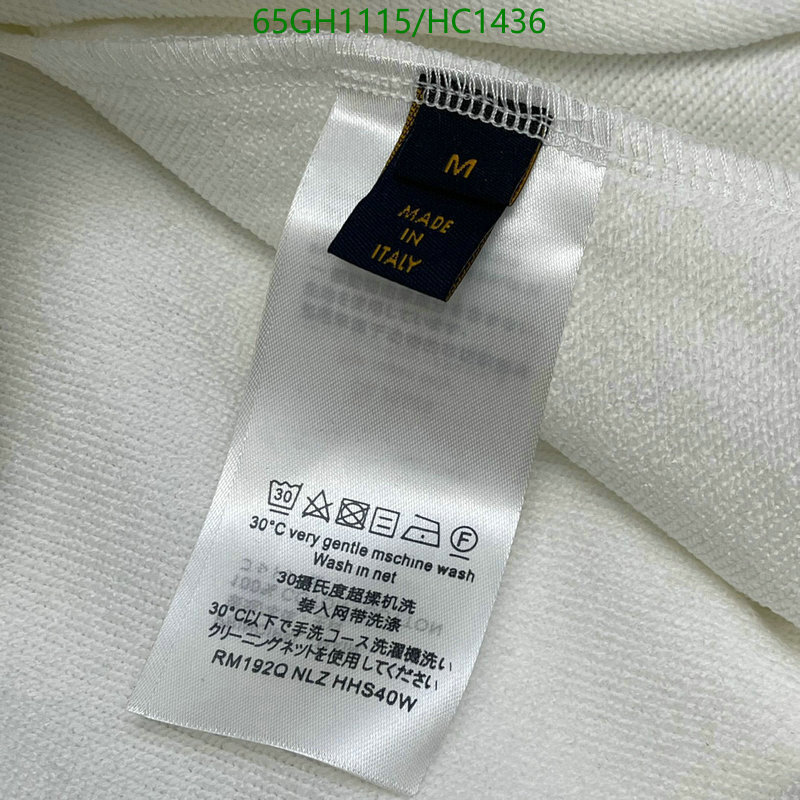 65GH1115/HC1436
M
MADE
IN
ITALY
30
F
30°C very gentle mschine wash
Wash in net
30摄氏度超揉机洗
装入网带洗涤
30°C以下で手洗コース洗濯機洗い
クリーニングネットを使用してください
RM192Q NLZ HHS40W